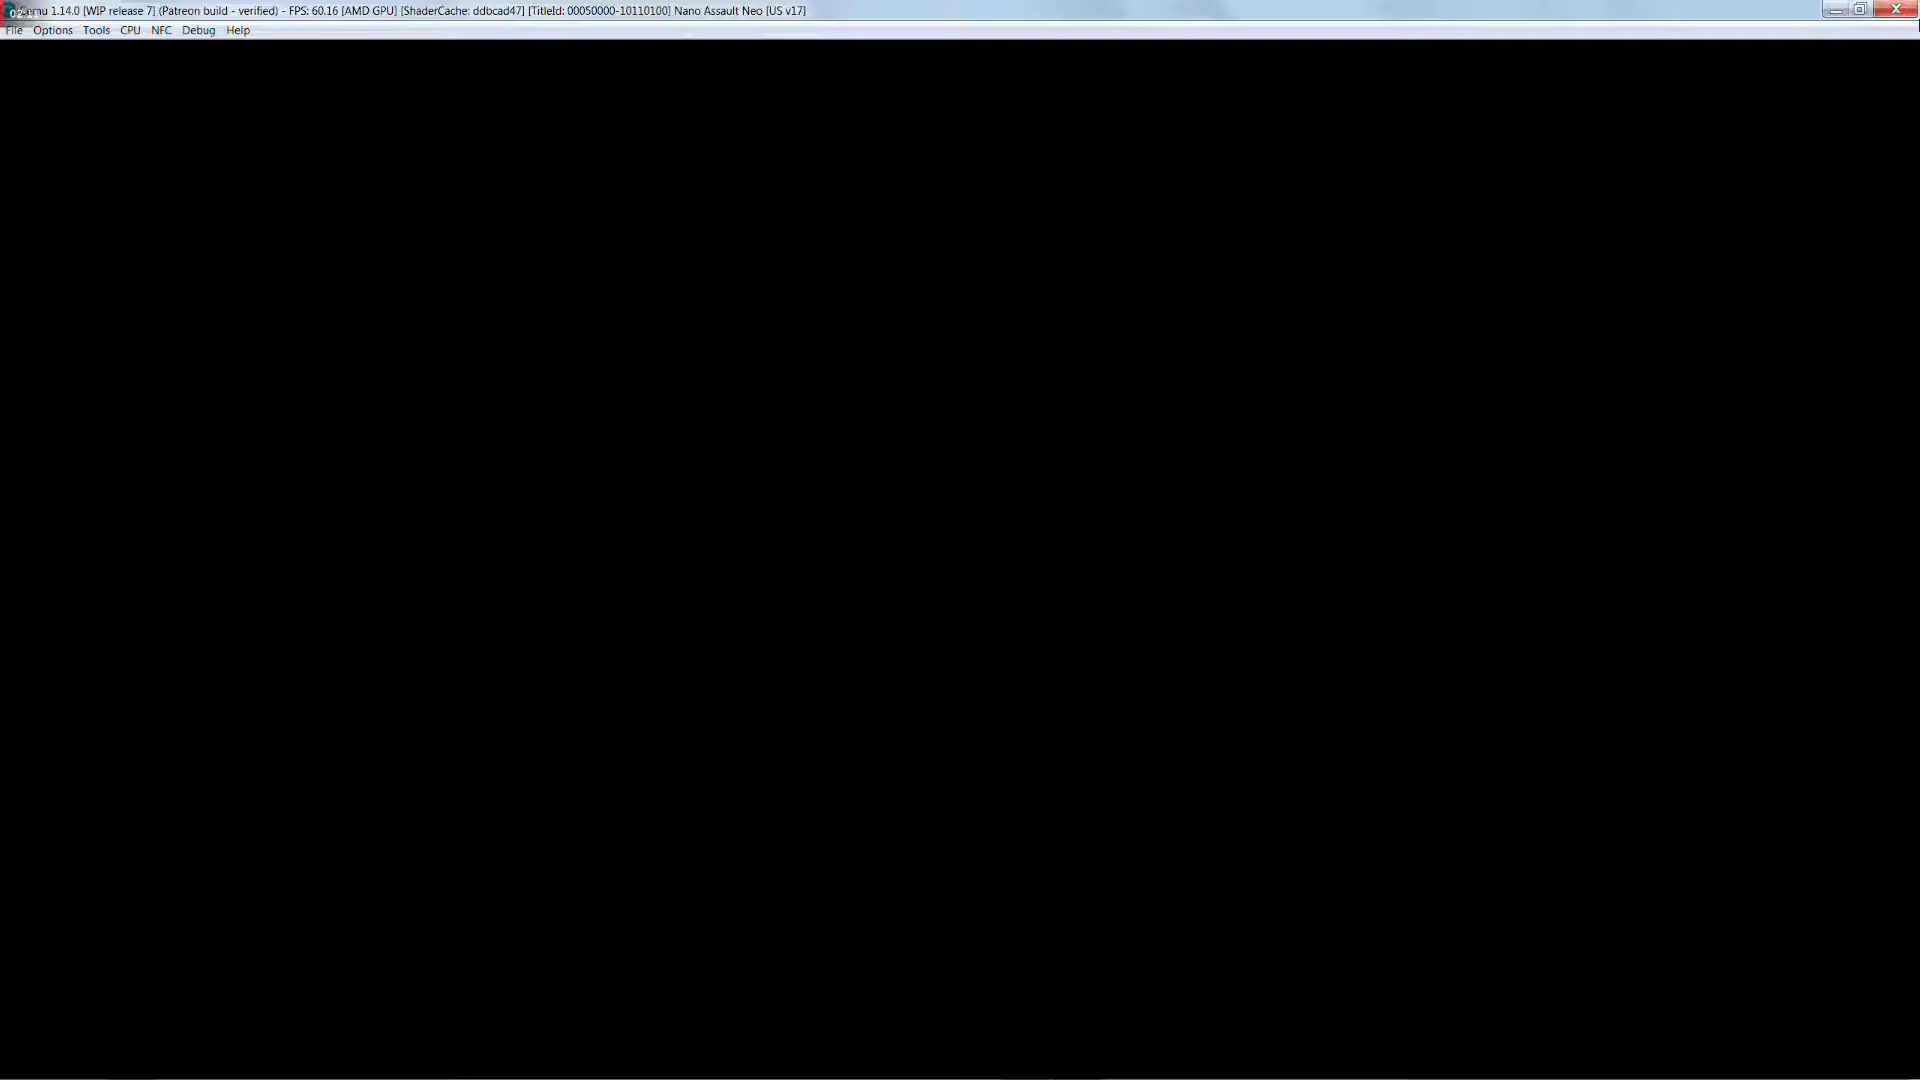 Cemu 1.14.0 [WIP release 7] (Patreon build - verified) - FPS: 60.16 [AMD GPU] [ShaderCache: ddbcad47] [TitleId: 00050000-10110100] Nano Assault Neo [US v17]
File Options Tools CPU NFC Debug Help